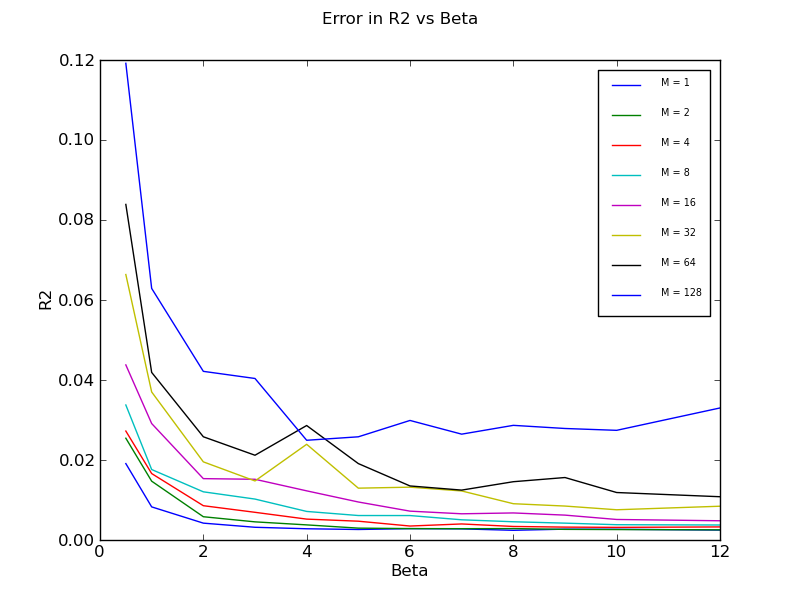 Error in R2 vs Beta
0.12
0.10
0.08
0.06
0.04
0.02
0.00
R2
M = 1
M = 2
M = 4
M = 8
M = 16
M = 32
M = 64
M = 128
0 2 4 6 8 10 12
Beta